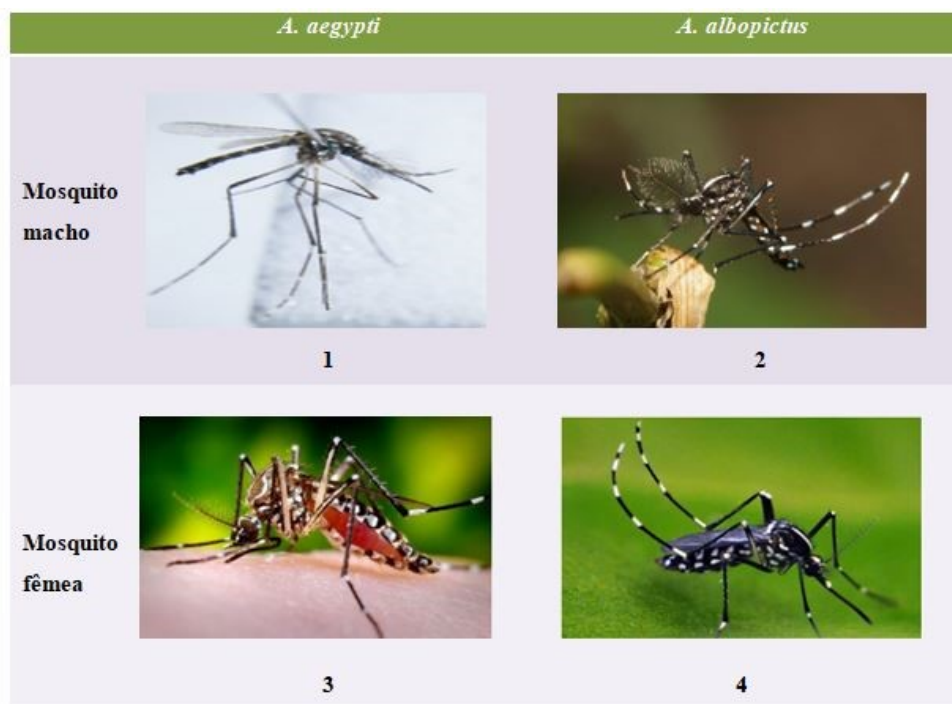 A. aegypti
A. albopictus
Mosquito
macho
1
2
Mosquito
fêmea
3
4